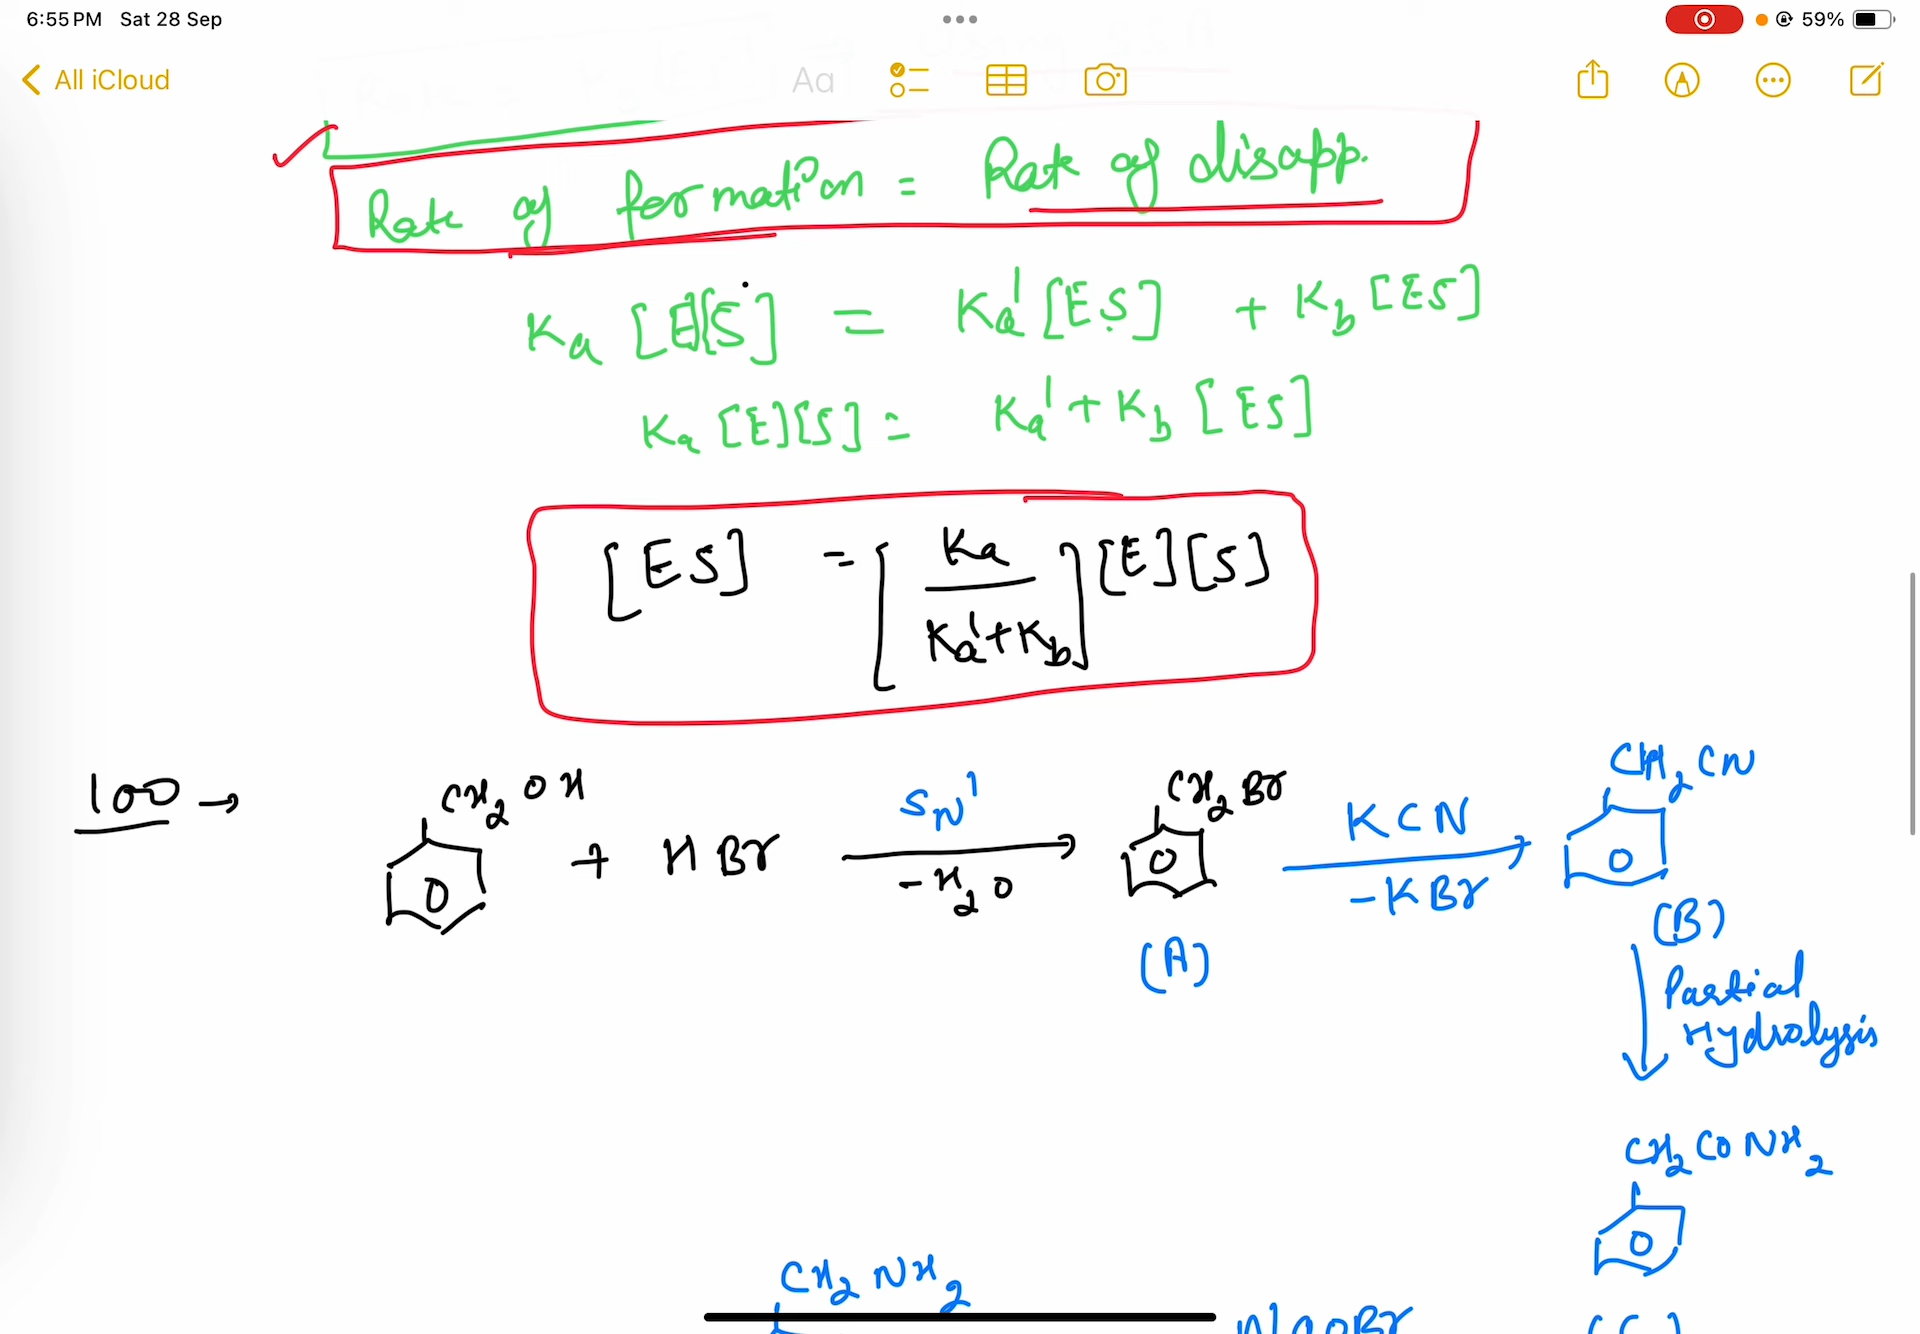 6:55 PM Sat 28 Sep
59%
All iCloud
Aa
Rate of formation = Rate of disapp.
Ka [E][S] = Ka' [ES] + Kb [ES]
Ka [E][S] = Ka' + Kb [ES]
[ES] = [Ka / Ka' + Kb] [E][S]
100 →
CH2OH + HBr
SN1
-H2O
CH2Br
(A)
KCN
-KBr
CH2CN
(B)
Partial
Hydrolysis
CH2CONH2
CH2NH2
NaOBr